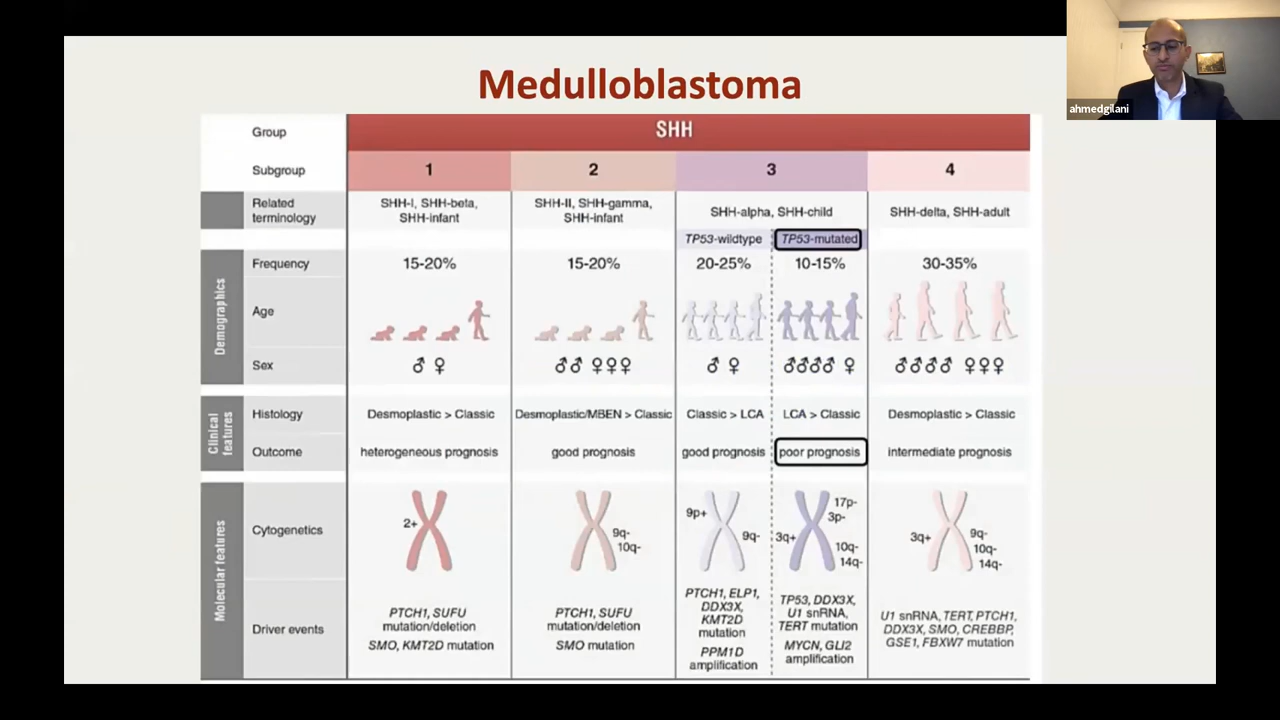 ahmedgilani
Medulloblastoma
Group
SHH
Subgroup
1
2
3
4
Related
terminology
SHH-I, SHH-beta,
SHH-infant
SHH-II, SHH-gamma,
SHH-infant
SHH-alpha, SHH-child
SHH-delta, SHH-adult
TP53-wildtype
TP53-mutated
Demographics
Frequency
15-20%
15-20%
20-25%
10-15%
30-35%
Age
Sex
♂ ♀
♂♂ ♀♀♀
♂ ♀
♂♂♂♂ ♀
♂♂♂♂ ♀♀♀
Clinical
features
Histology
Desmoplastic > Classic
Desmoplastic/MBEN > Classic
Classic > LCA
LCA > Classic
Desmoplastic > Classic
Outcome
heterogeneous prognosis
good prognosis
good prognosis
poor prognosis
intermediate prognosis
Molecular features
Cytogenetics
2+
9q-
10q-
9p+
9q-
3q+
17p-
3p-
10q-
14q-
3q+
9q-
10q-
14q-
Driver events
PTCH1, SUFU
mutation/deletion
SMO, KMT2D mutation
PTCH1, SUFU
mutation/deletion
SMO mutation
PTCH1, ELP1,
DDX3X,
KMT2D
mutation
PPM1D
amplification
TP53, DDX3X,
U1 snRNA,
TERT mutation
MYCN, GLI2
amplification
U1 snRNA, TERT, PTCH1,
DDX3X, SMO, CREBBP,
GSE1, FBXW7 mutation